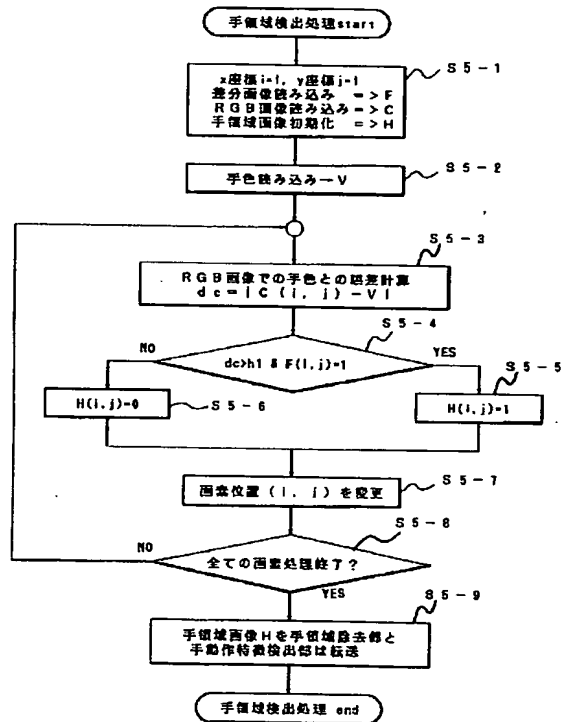 手領域検出処理start
S5-1
x座標i=1, y座標j=1
差分画像読み込み =>F
RGB画像読み込み=>C
手領域画像初期化 =>H
S5-2
手色読み込み→V
S5-3
RGB画像での手色との誤差計算
dc=|C(i, j)-V|
S5-4
NO
dc>h1 & F(i,j)=1
YES
S5-5
H(i,j)=0
S5-6
H(i,j)=1
S5-7
画素位置(i, j)を変更
S5-8
NO
全ての画素処理終了?
YES
S5-9
手領域画像Hを手領域除去部と
手動作特徴検出部は転送
手領域検出処理 end